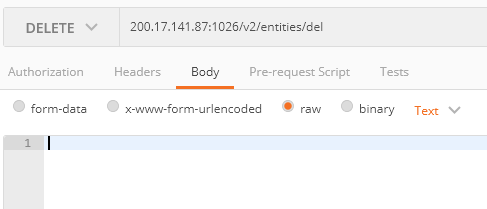 DELETE 200.17.141.87:1026/v2/entities/del
Authorization Headers Body Pre-request Script Tests
form-data x-www-form-urlencoded raw binary Text
1